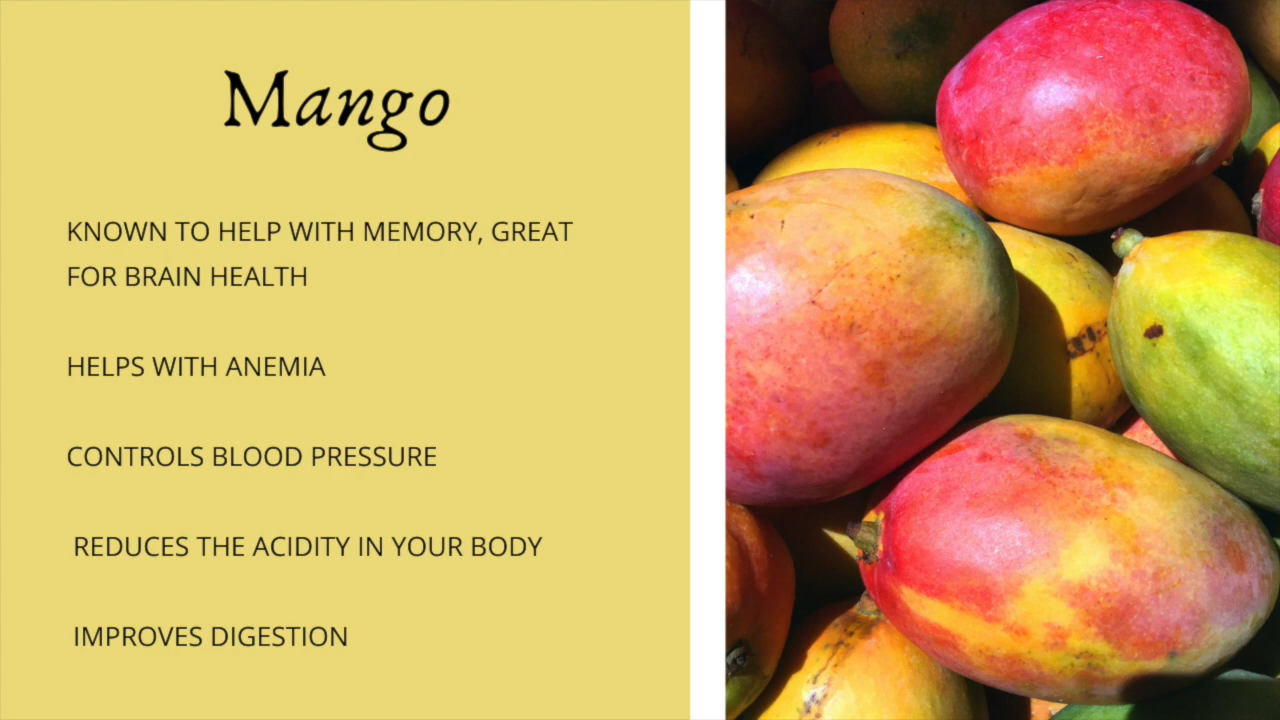 Mango
KNOWN TO HELP WITH MEMORY, GREAT
FOR BRAIN HEALTH
HELPS WITH ANEMIA
CONTROLS BLOOD PRESSURE
REDUCES THE ACIDITY IN YOUR BODY
IMPROVES DIGESTION